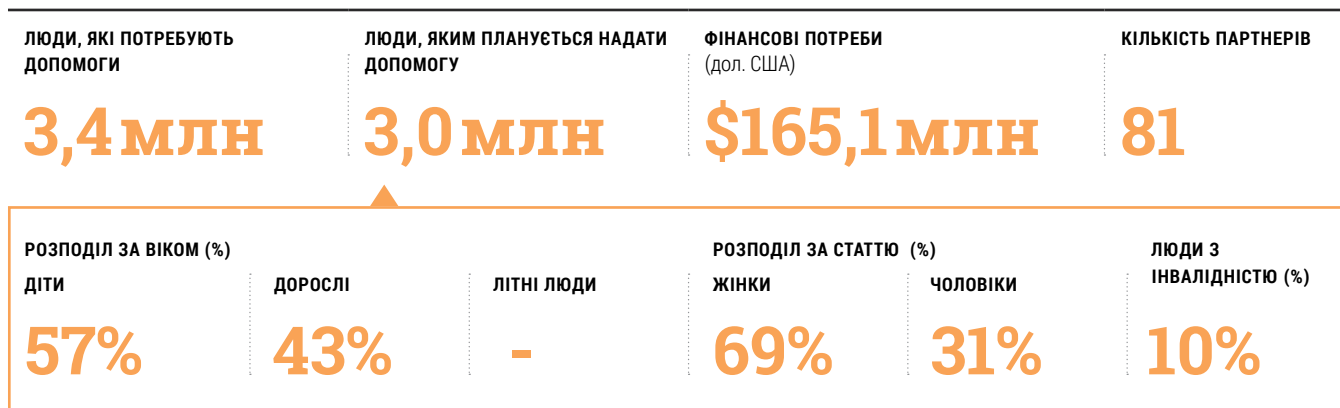 ЛЮДИ, ЯКІ ПОТРЕБУЮТЬ
ДОПОМОГИ
3,4 млн
ЛЮДИ, ЯКИМ ПЛАНУЄТЬСЯ НАДАТИ
ДОПОМОГУ
3,0 млн
ФІНАНСОВІ ПОТРЕБИ
(дол. США)
$165,1 млн
КІЛЬКІСТЬ ПАРТНЕРІВ
81
РОЗПОДІЛ ЗА ВІКОМ (%)
ДІТИ
57%
ДОРОСЛІ
43%
ЛІТНІ ЛЮДИ
-
РОЗПОДІЛ ЗА СТАТТЮ (%)
ЖІНКИ
69%
ЧОЛОВІКИ
31%
ЛЮДИ З
ІНВАЛІДНІСТЮ (%)
10%